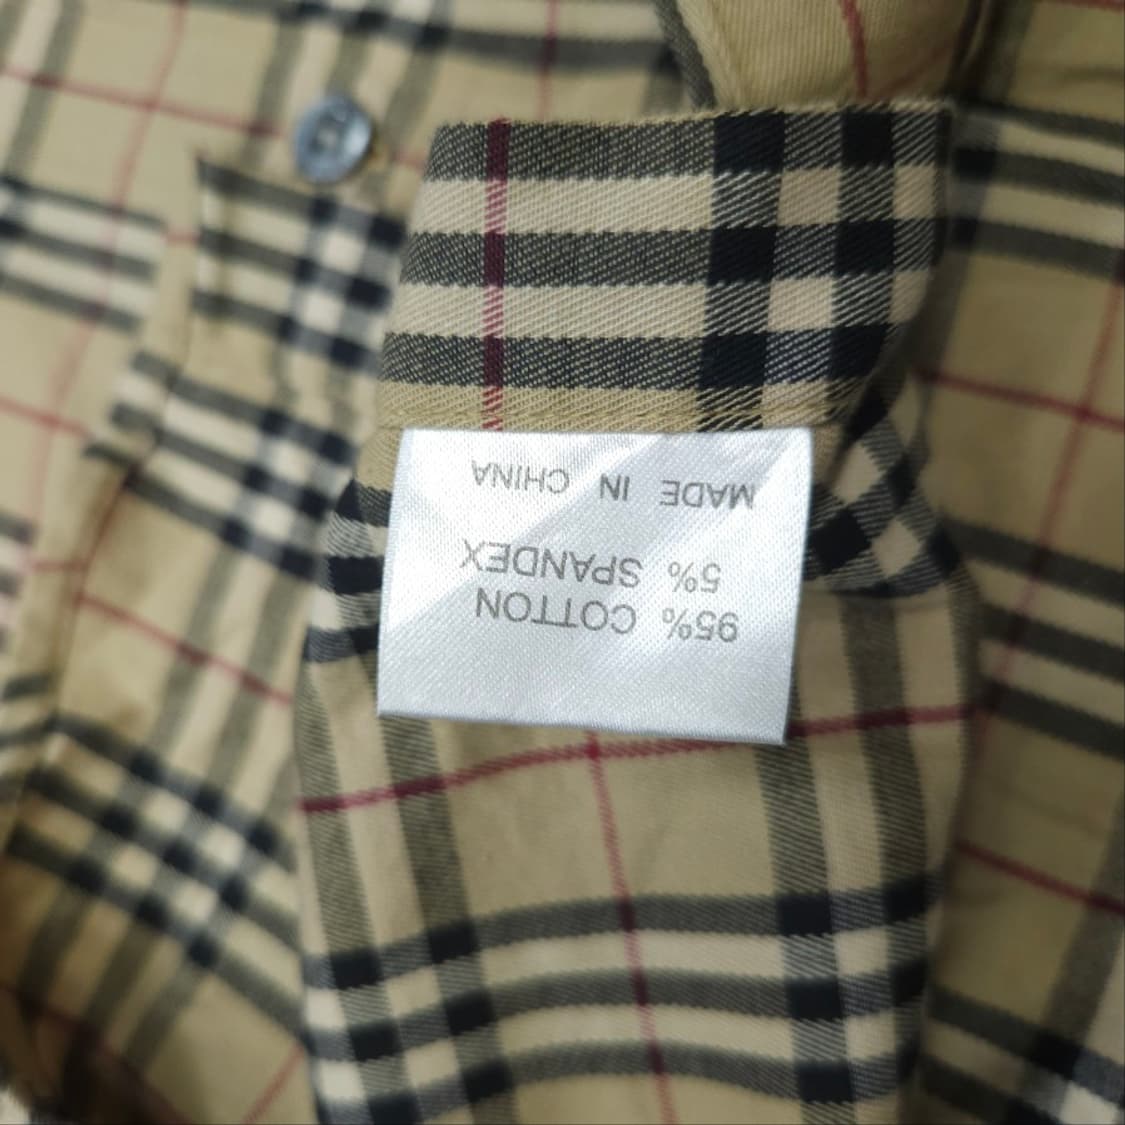 95% COTTON
5% SPANDEX
MADE IN CHINA